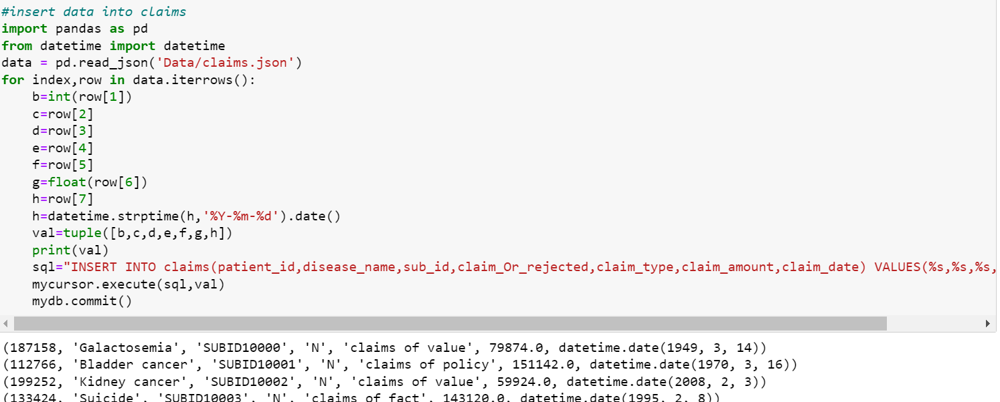 #insert data into claims
import pandas as pd
from datetime import datetime
data = pd.read_json('Data/claims.json')
for index,row in data.iterrows():
    b=int(row[1])
    c=row[2]
    d=row[3]
    e=row[4]
    f=row[5]
    g=float(row[6])
    h=row[7]
    h=datetime.strptime(h,'%Y-%m-%d').date()
    val=tuple([b,c,d,e,f,g,h])
    print(val)
    sql="INSERT INTO claims(patient_id,disease_name,sub_id,claim_Or_rejected,claim_type,claim_amount,claim_date) VALUES(%s,%s,%s,
    mycursor.execute(sql,val)
    mydb.commit()
(187158, 'Galactosemia', 'SUBID10000', 'N', 'claims of value', 79874.0, datetime.date(1949, 3, 14))
(112766, 'Bladder cancer', 'SUBID10001', 'N', 'claims of policy', 151142.0, datetime.date(1970, 3, 16))
(199252, 'Kidney cancer', 'SUBID10002', 'N', 'claims of value', 59924.0, datetime.date(2008, 2, 3))
(133424, 'Suicide', 'SUBID10003', 'N', 'claims of fact', 143120.0, datetime.date(1995, 2, 8))